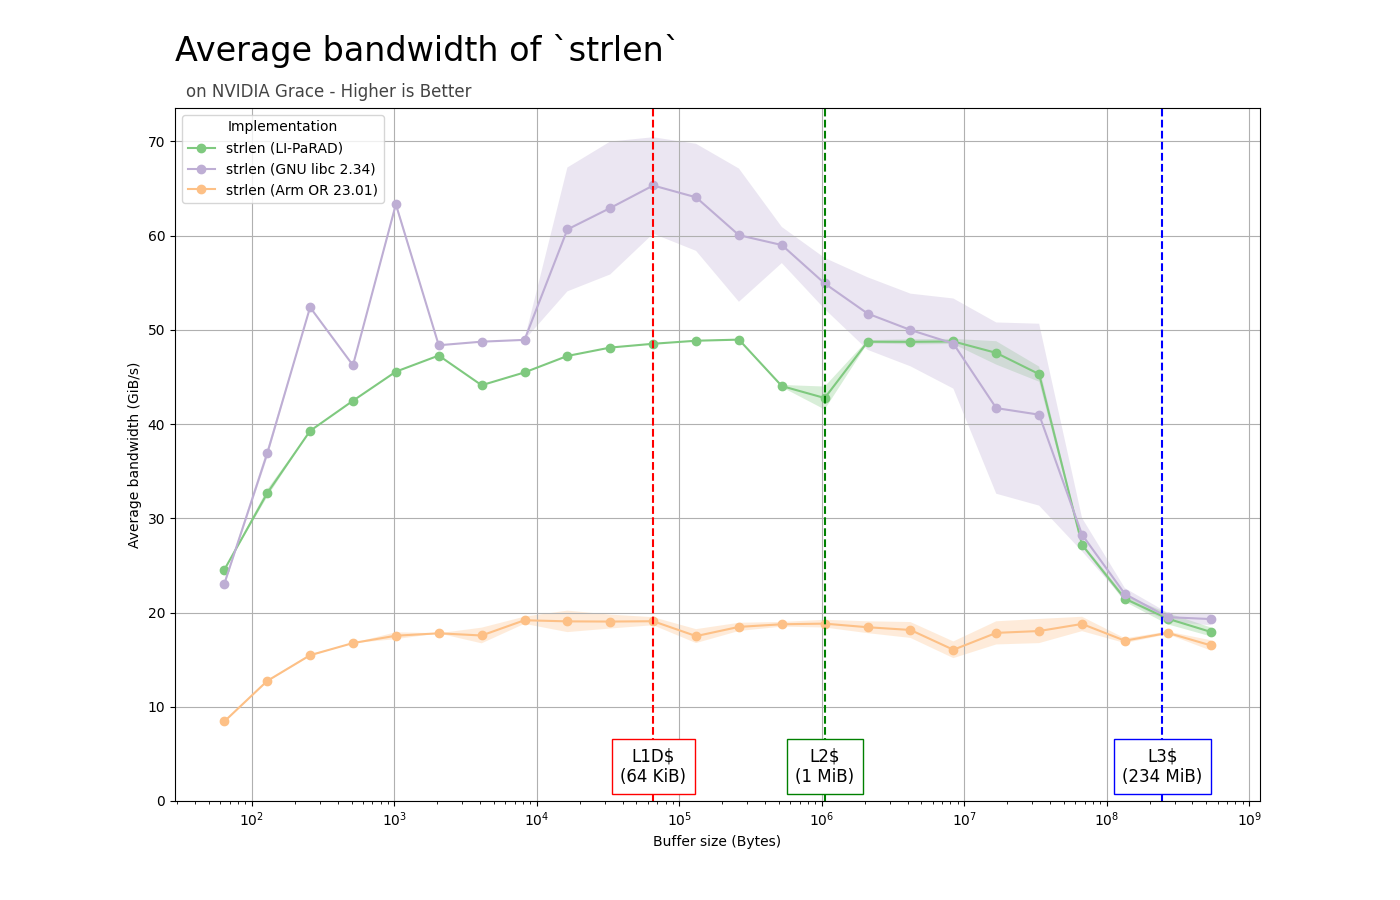 Average bandwidth of `strlen`
on NVIDIA Grace - Higher is Better
Implementation
strlen (LI-PaRAD)
strlen (GNU libc 2.34)
strlen (Arm OR 23.01)
Average bandwidth (GiB/s)
70
60
50
40
30
20
10
0
L1D$
(64 KiB)
L2$
(1 MiB)
L3$
(234 MiB)
10² 10³ 10⁴ 10⁵ 10⁶ 10⁷ 10⁸ 10⁹
Buffer size (Bytes)